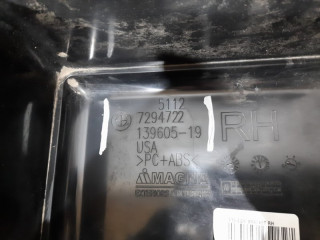 5112
7294722
139605-19
RH
USA
>PC+ABS<
MAGNA